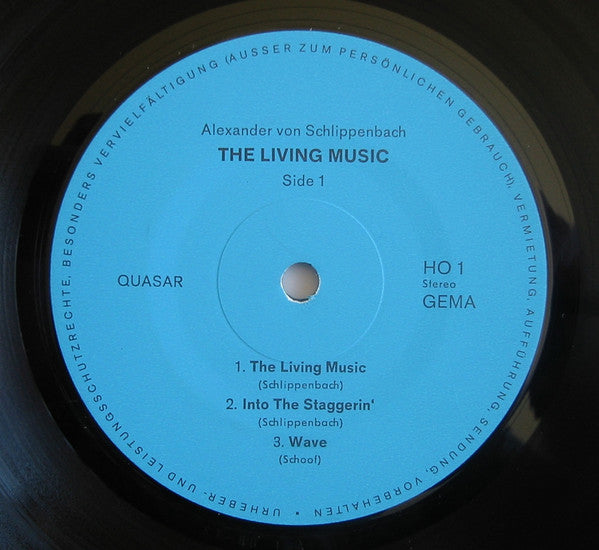 URHEBER- UND LEISTUNGSSCHUTZRECHTE, BESONDERS VERVIELFÄLTIGUNG (AUSSER ZUM PERSÖNLICHEN GEBRAUCH), VERMIETUNG, AUFFÜHRUNG, SENDUNG, VORBEHALTEN *
Alexander von Schlippenbach
THE LIVING MUSIC
Side 1
QUASAR
HO 1
Stereo
GEMA
1. The Living Music
(Schlippenbach)
2. Into The Staggerin'
(Schlippenbach)
3. Wave
(Schoof)